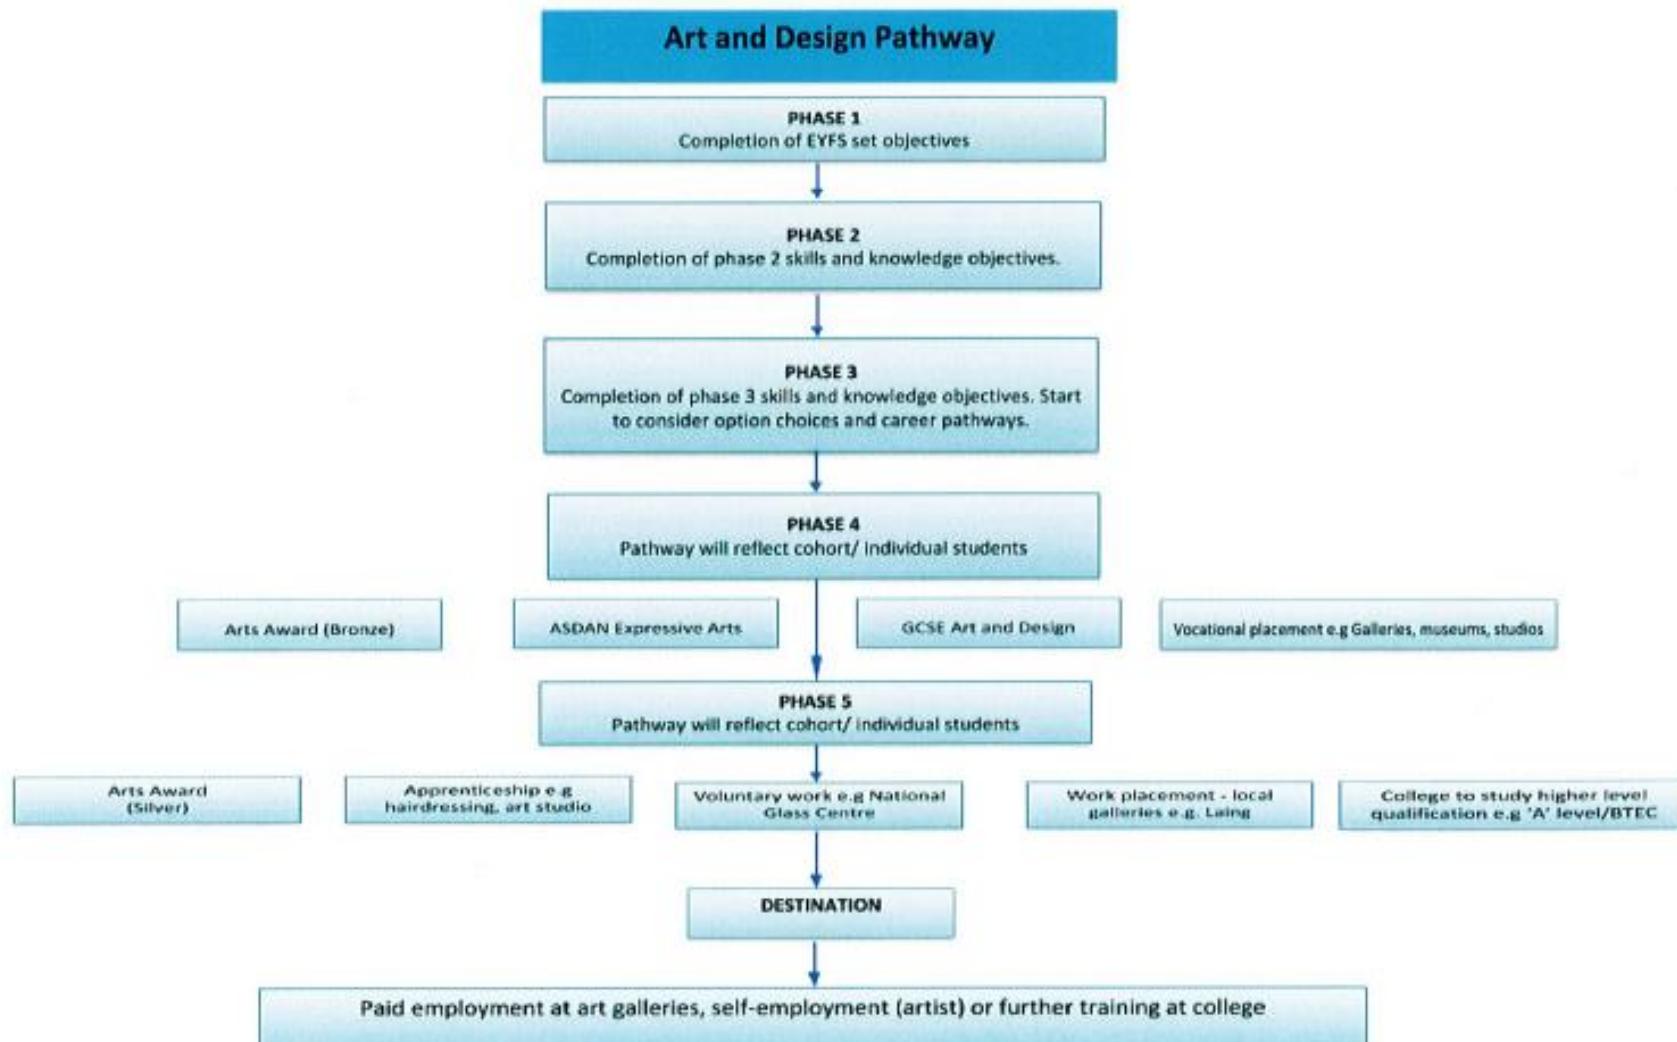 Art and Design Pathway
PHASE 1
Completion of EYFS set objectives
PHASE 2
Completion of phase 2 skills and knowledge objectives.
PHASE 3
Completion of phase 3 skills and knowledge objectives. Start
to consider option choices and career pathways.
PHASE 4
Pathway will reflect cohort/ individual students
Arts Award (Bronze)
ASDAN Expressive Arts
GCSE Art and Design
Vocational placement e.g Galleries, museums, studios
PHASE 5
Pathway will reflect cohort/ individual students
Arts Award
(Silver)
Apprenticeship e.g
hairdressing, art studio
Voluntary work e.g National
Glass Centre
Work placement - local
galleries e.g. Laing
College to study higher level
qualification e.g 'A' level/BTEC
DESTINATION
Paid employment at art galleries, self-employment (artist) or further training at college